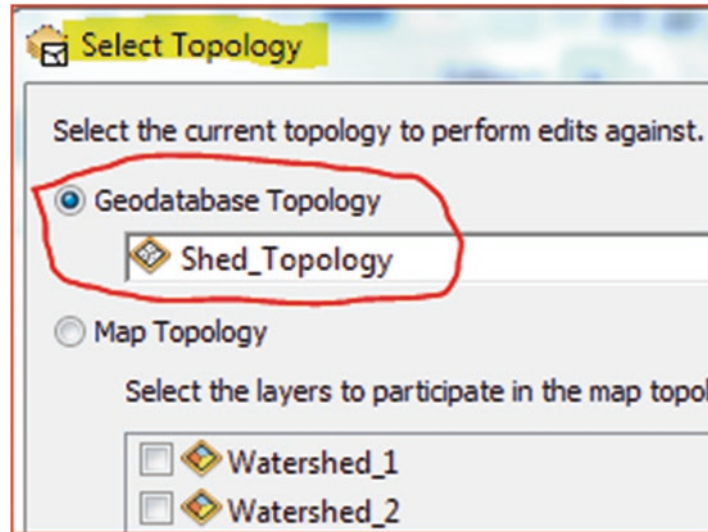 Select Topology
Select the current topology to perform edits against.
Geodatabase Topology
Shed_Topology
Map Topology
Select the layers to participate in the map topol
Watershed_1
Watershed_2